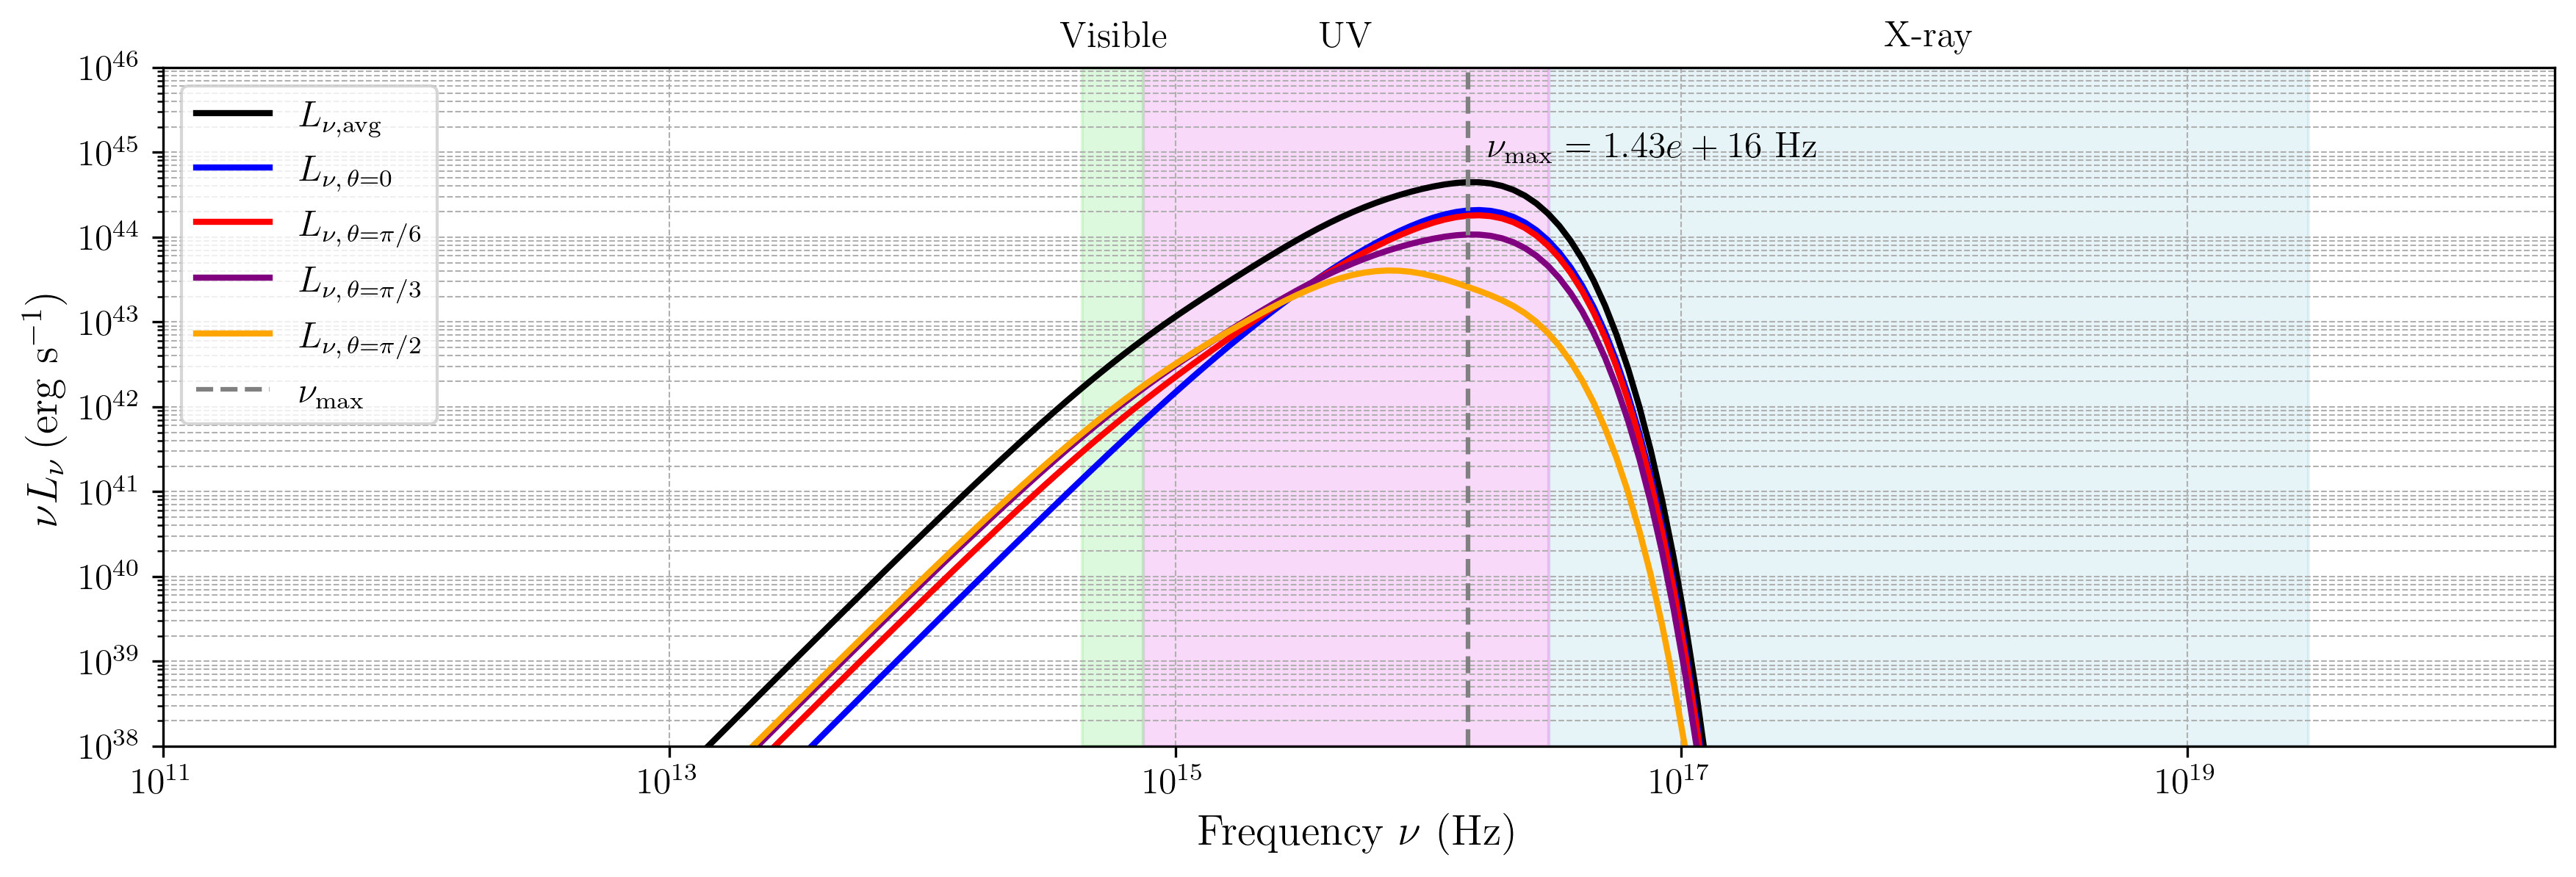 Visible UV X-ray
10^46
10^45
10^44
10^43
10^42
10^41
10^40
10^39
10^38
νL_ν (erg s^−1)
L_ν,avg
L_ν, θ=0
L_ν, θ=π/6
L_ν, θ=π/3
L_ν, θ=π/2
ν_max
ν_max = 1.43e + 16 Hz
10^11 10^13 10^15 10^17 10^19
Frequency ν (Hz)